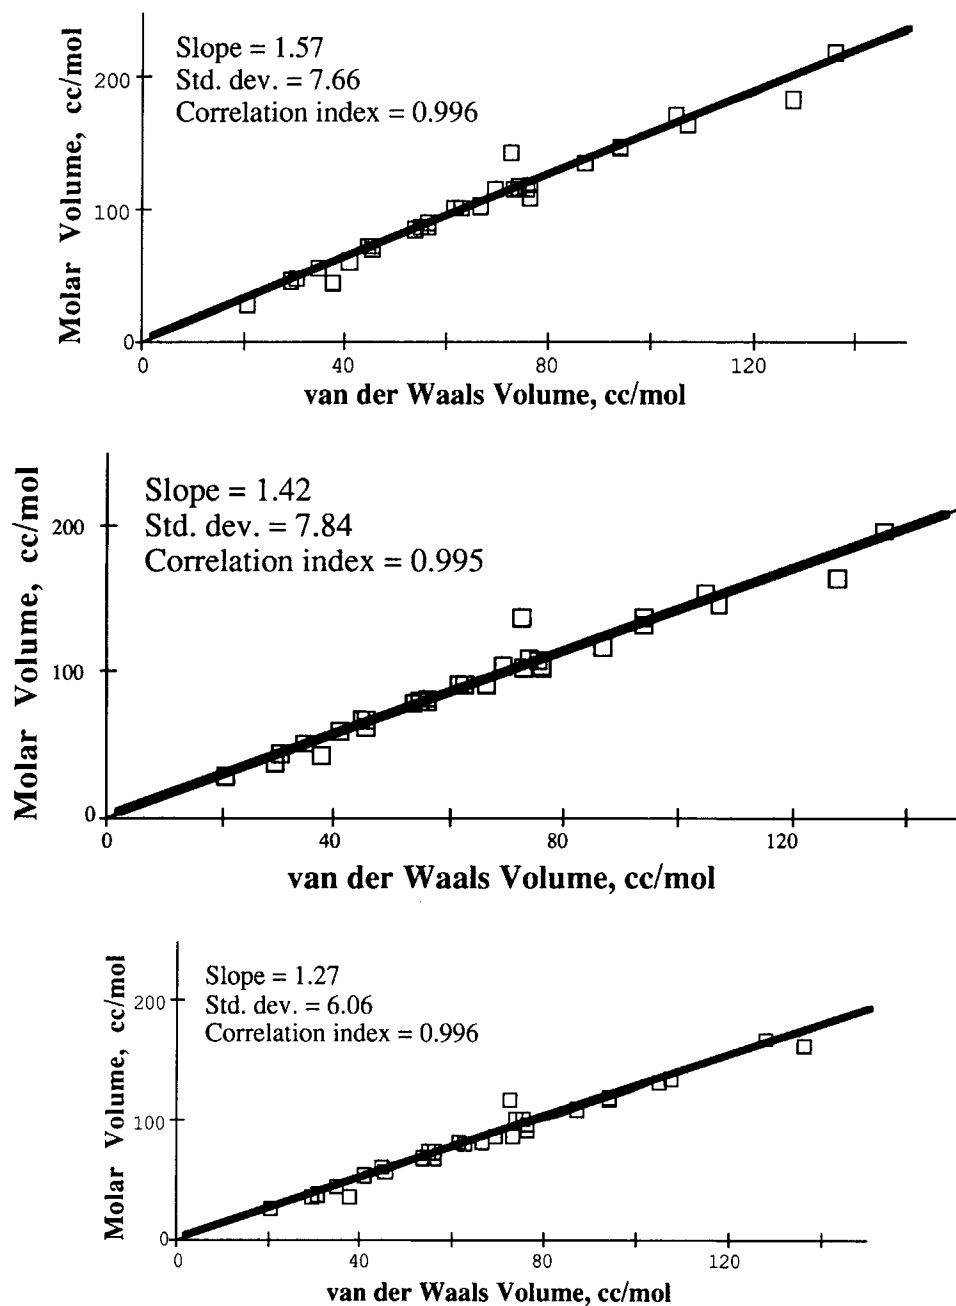 Slope = 1.57
Std. dev. = 7.66
Correlation index = 0.996
Molar Volume, cc/mol
200
100
0
0 40 80 120
van der Waals Volume, cc/mol
Slope = 1.42
Std. dev. = 7.84
Correlation index = 0.995
Molar Volume, cc/mol
200
100
0
0 40 80 120
van der Waals Volume, cc/mol
Slope = 1.27
Std. dev. = 6.06
Correlation index = 0.996
Molar Volume, cc/mol
200
100
0
0 40 80 120
van der Waals Volume, cc/mol